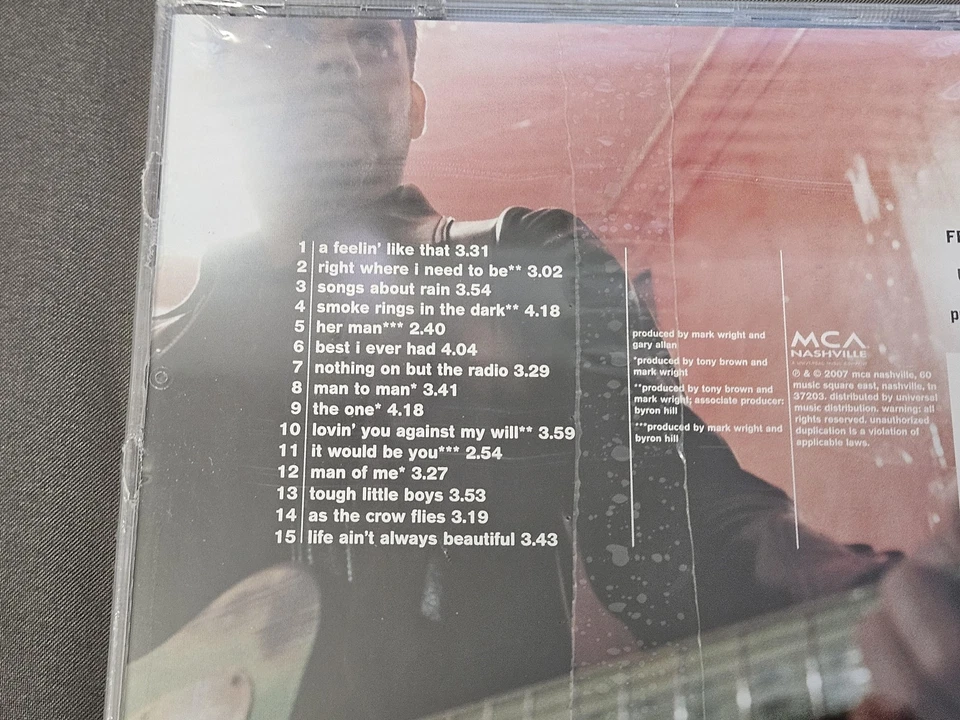 1 a feelin' like that 3.31
2 right where i need to be** 3.02
3 songs about rain 3.54
4 smoke rings in the dark** 4.18
5 her man*** 2.40
6 best i ever had 4.04
7 nothing on but the radio 3.29
8 man to man* 3.41
9 the one* 4.18
10 lovin' you against my will** 3.59
11 it would be you*** 2.54
12 man of me* 3.27
13 tough little boys 3.53
14 as the crow flies 3.19
15 life ain't always beautiful 3.43
produced by mark wright and
gary allan
*produced by tony brown and
mark wright
**produced by tony brown and
mark wright; associate producer:
byron hill
***produced by mark wright and
byron hill
MCA
NASHVILLE
℗ & © 2007 mca nashville, 60
music square east, nashville, tn
37203. distributed by universal
music distribution. warning: all
rights reserved. unauthorized
duplication is a violation of
applicable laws.